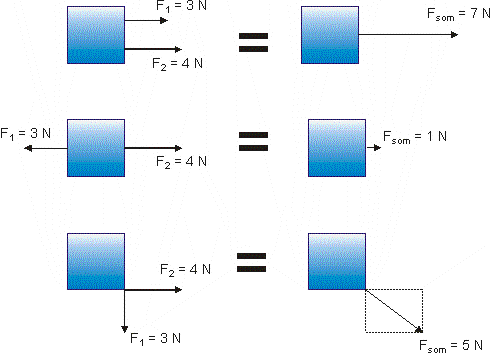 F₁ = 3 N
F₂ = 4 N
=
Fsom = 7 N
F₁ = 3 N
F₂ = 4 N
=
Fsom = 1 N
F₂ = 4 N
F₁ = 3 N
=
Fsom = 5 N